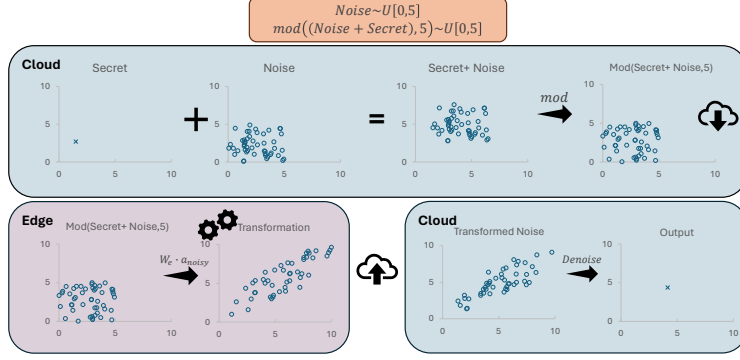 Noise~U[0,5]
mod((Noise + Secret), 5)~U[0,5]
Cloud
Secret
10
5
0
0 5 10
+
Noise
10
5
0
0 5 10
=
Secret+ Noise
10
5
0
0 5 10
mod
Mod(Secret+ Noise,5)
10
5
0
0 5 10
Edge
Mod(Secret+ Noise,5)
10
5
0
0 5 10
W_e · a_noisy
Transformation
10
5
0
0 5 10
Cloud
Transformed Noise
10
5
0
0 5 10
Denoise
Output
10
5
0
0 5 10